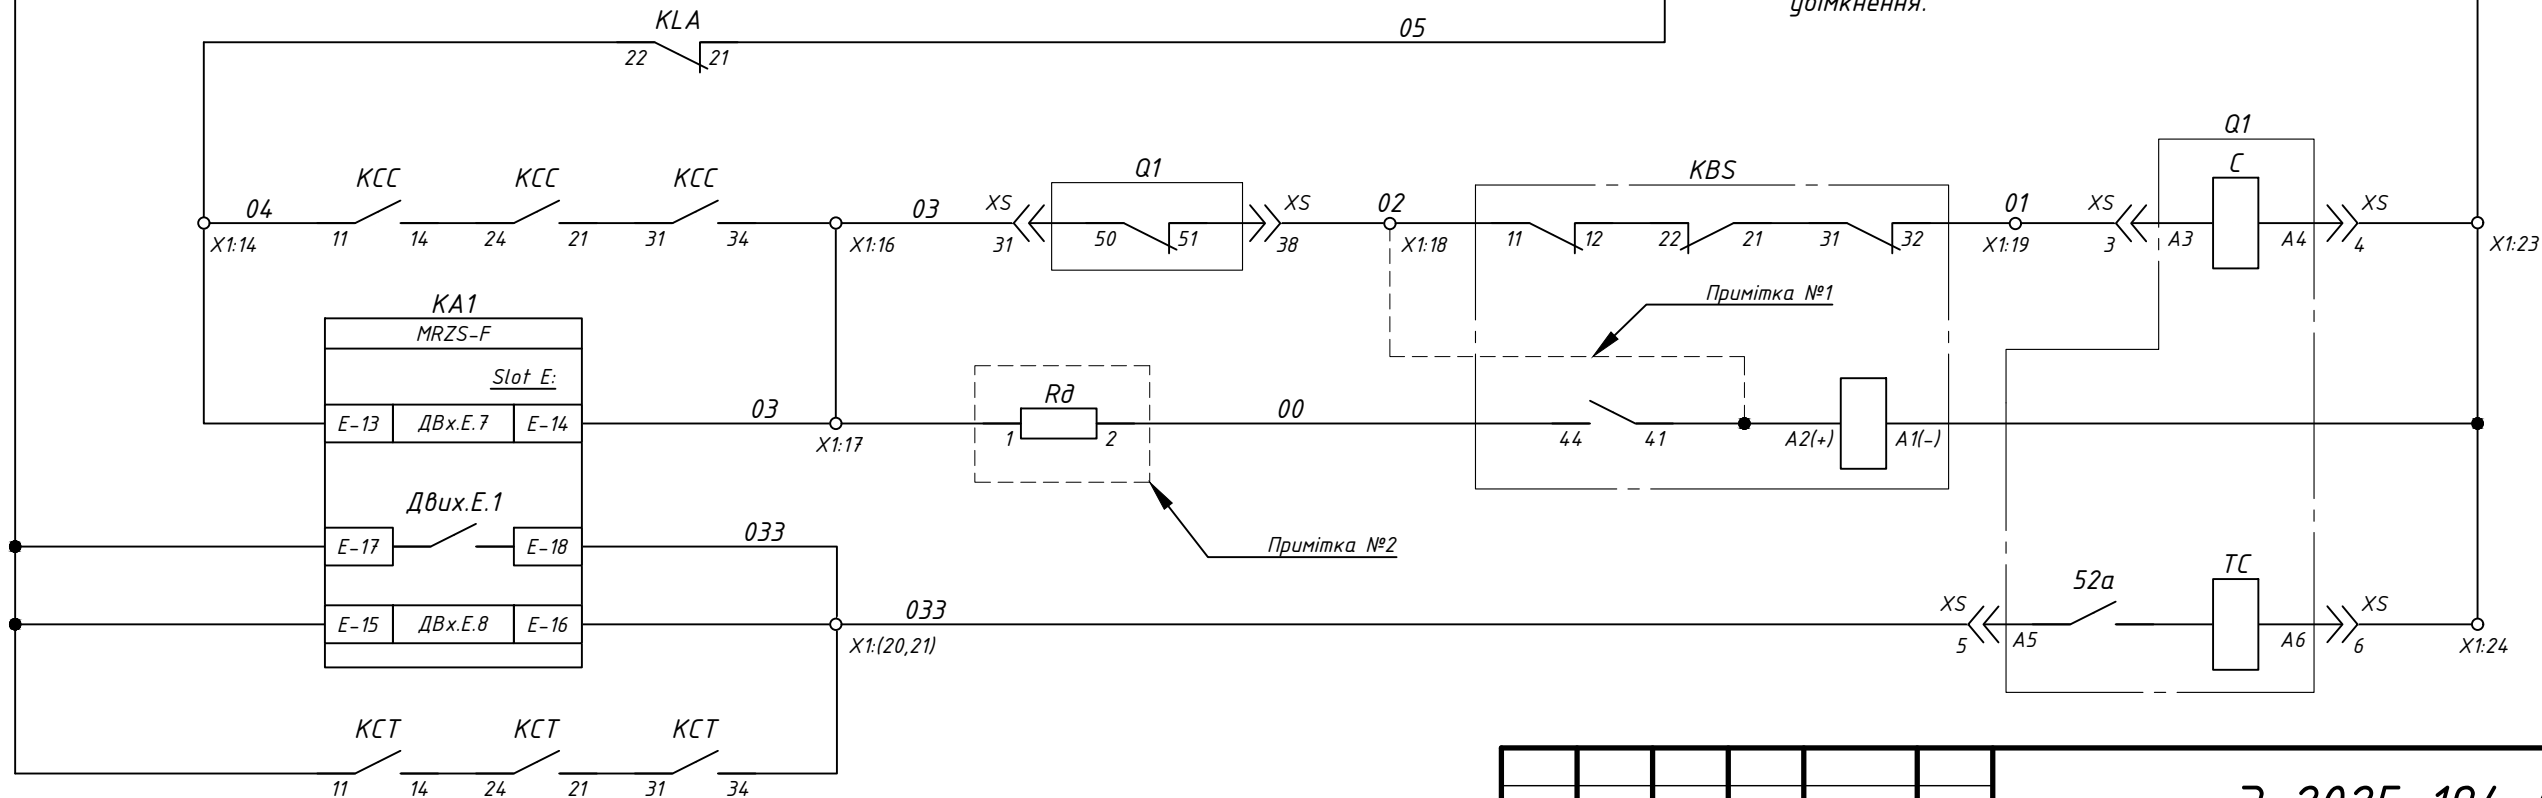 увімкнення.
KLA
05
22 21
Q1
C
KCC KCC KCC
Q1
KBS
04
03
XS XS
02
01
XS XS
X1:14
11 14 24 21 31 34
X1:16
31 50 51 38
X1:18
11 12 22 21 31 32
X1:19
3 A3 A4 4
X1:23
Примітка №1
KA1
MRZS-F
Slot E:
E-13 ДВх.E.7 E-14
03
X1:17
Rд
1 2
00
44 41 A2(+) A1(-)
Двих.E.1
E-17 E-18
033
Примітка №2
E-15 ДВх.E.8 E-16
033
X1:(20,21)
XS
5 A5
52a
TC
A6
XS
6
X1:24
KCT KCT KCT
11 14 24 21 31 34